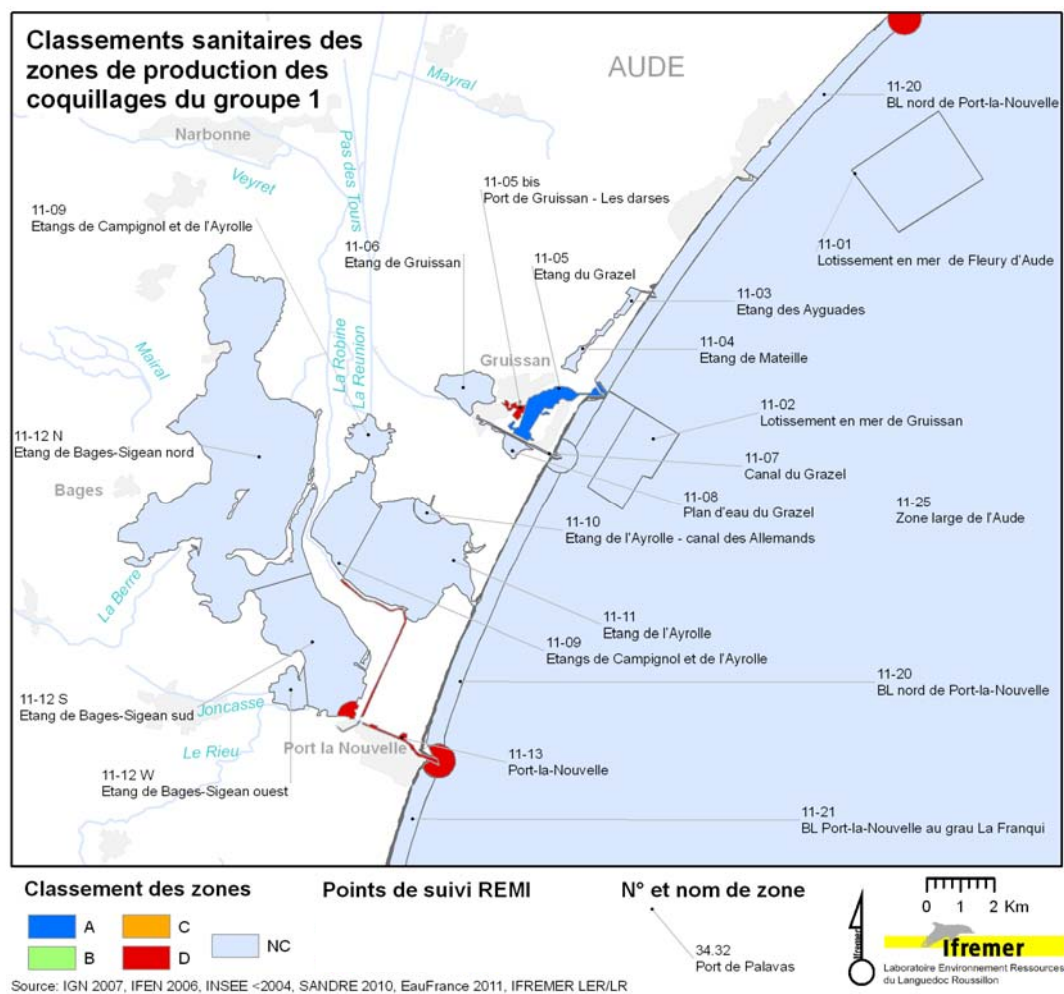 Classements sanitaires des
zones de production des
coquillages du groupe 1
AUDE
Mayral
11-20
BL nord de Port-la-Nouvelle
Narbonne
Pas des Tours
Veyret
11-05 bis
Port de Gruissan - Les darses
11-09
Etangs de Campignol et de l'Ayrolle
11-06
Etang de Gruissan
11-05
Etang du Grazel
11-01
Lotissement en mer de Fleury d'Aude
11-03
Etang des Ayguades
La Robine
La Reunion
11-04
Etang de Mateille
Mairal
Gruissan
11-02
Lotissement en mer de Gruissan
11-12 N
Etang de Bages-Sigean nord
11-07
Canal du Grazel
Bages
11-08
Plan d'eau du Grazel
11-25
Zone large de l'Aude
11-10
Etang de l'Ayrolle - canal des Allemands
La Berre
11-11
Etang de l'Ayrolle
11-09
Etangs de Campignol et de l'Ayrolle
11-20
BL nord de Port-la-Nouvelle
11-12 S
Etang de Bages-Sigean sud
Joncasse
Le Rieu
Port la Nouvelle
11-13
Port-la-Nouvelle
11-12 W
Etang de Bages-Sigean ouest
11-21
BL Port-la-Nouvelle au grau La Franqui
Classement des zones
Points de suivi REMI
N° et nom de zone
A
C
B
D
NC
34.32
Port de Palavas
Ifremer
0 1 2 Km
Ifremer
Laboratoire Environnement Ressources
du Languedoc Roussillon
Source: IGN 2007, IFEN 2006, INSEE <2004, SANDRE 2010, EauFrance 2011, IFREMER LER/LR